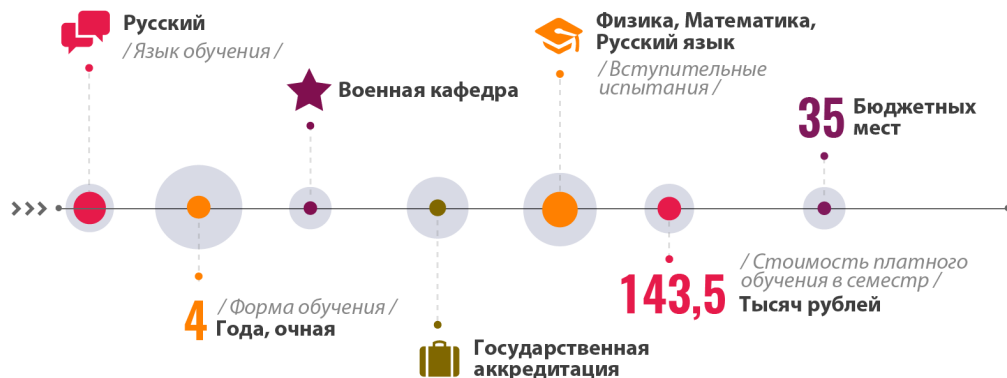 Русский
/ Язык обучения /
Военная кафедра
Физика, Математика,
Русский язык
/ Вступительные
испытания /
35 Бюджетных
мест
4 / Форма обучения /
Года, очная
Государственная
аккредитация
143,5 / Стоимость платного
обучения в семестр /
Тысяч рублей